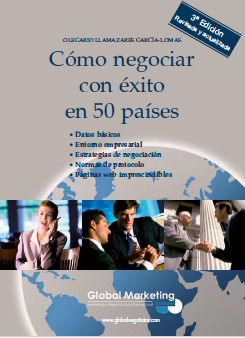 3ª Edición
Revisada y actualizada
OLEGARIO LLAMAZARES GARCÍA-LOMAS
Cómo negociar
con éxito
en 50 países
• Datos básicos
• Entorno empresarial
• Estrategias de negociación
• Normas de protocolo
• Páginas web imprescindibles
Global Marketing
www.globalnegotiator.com